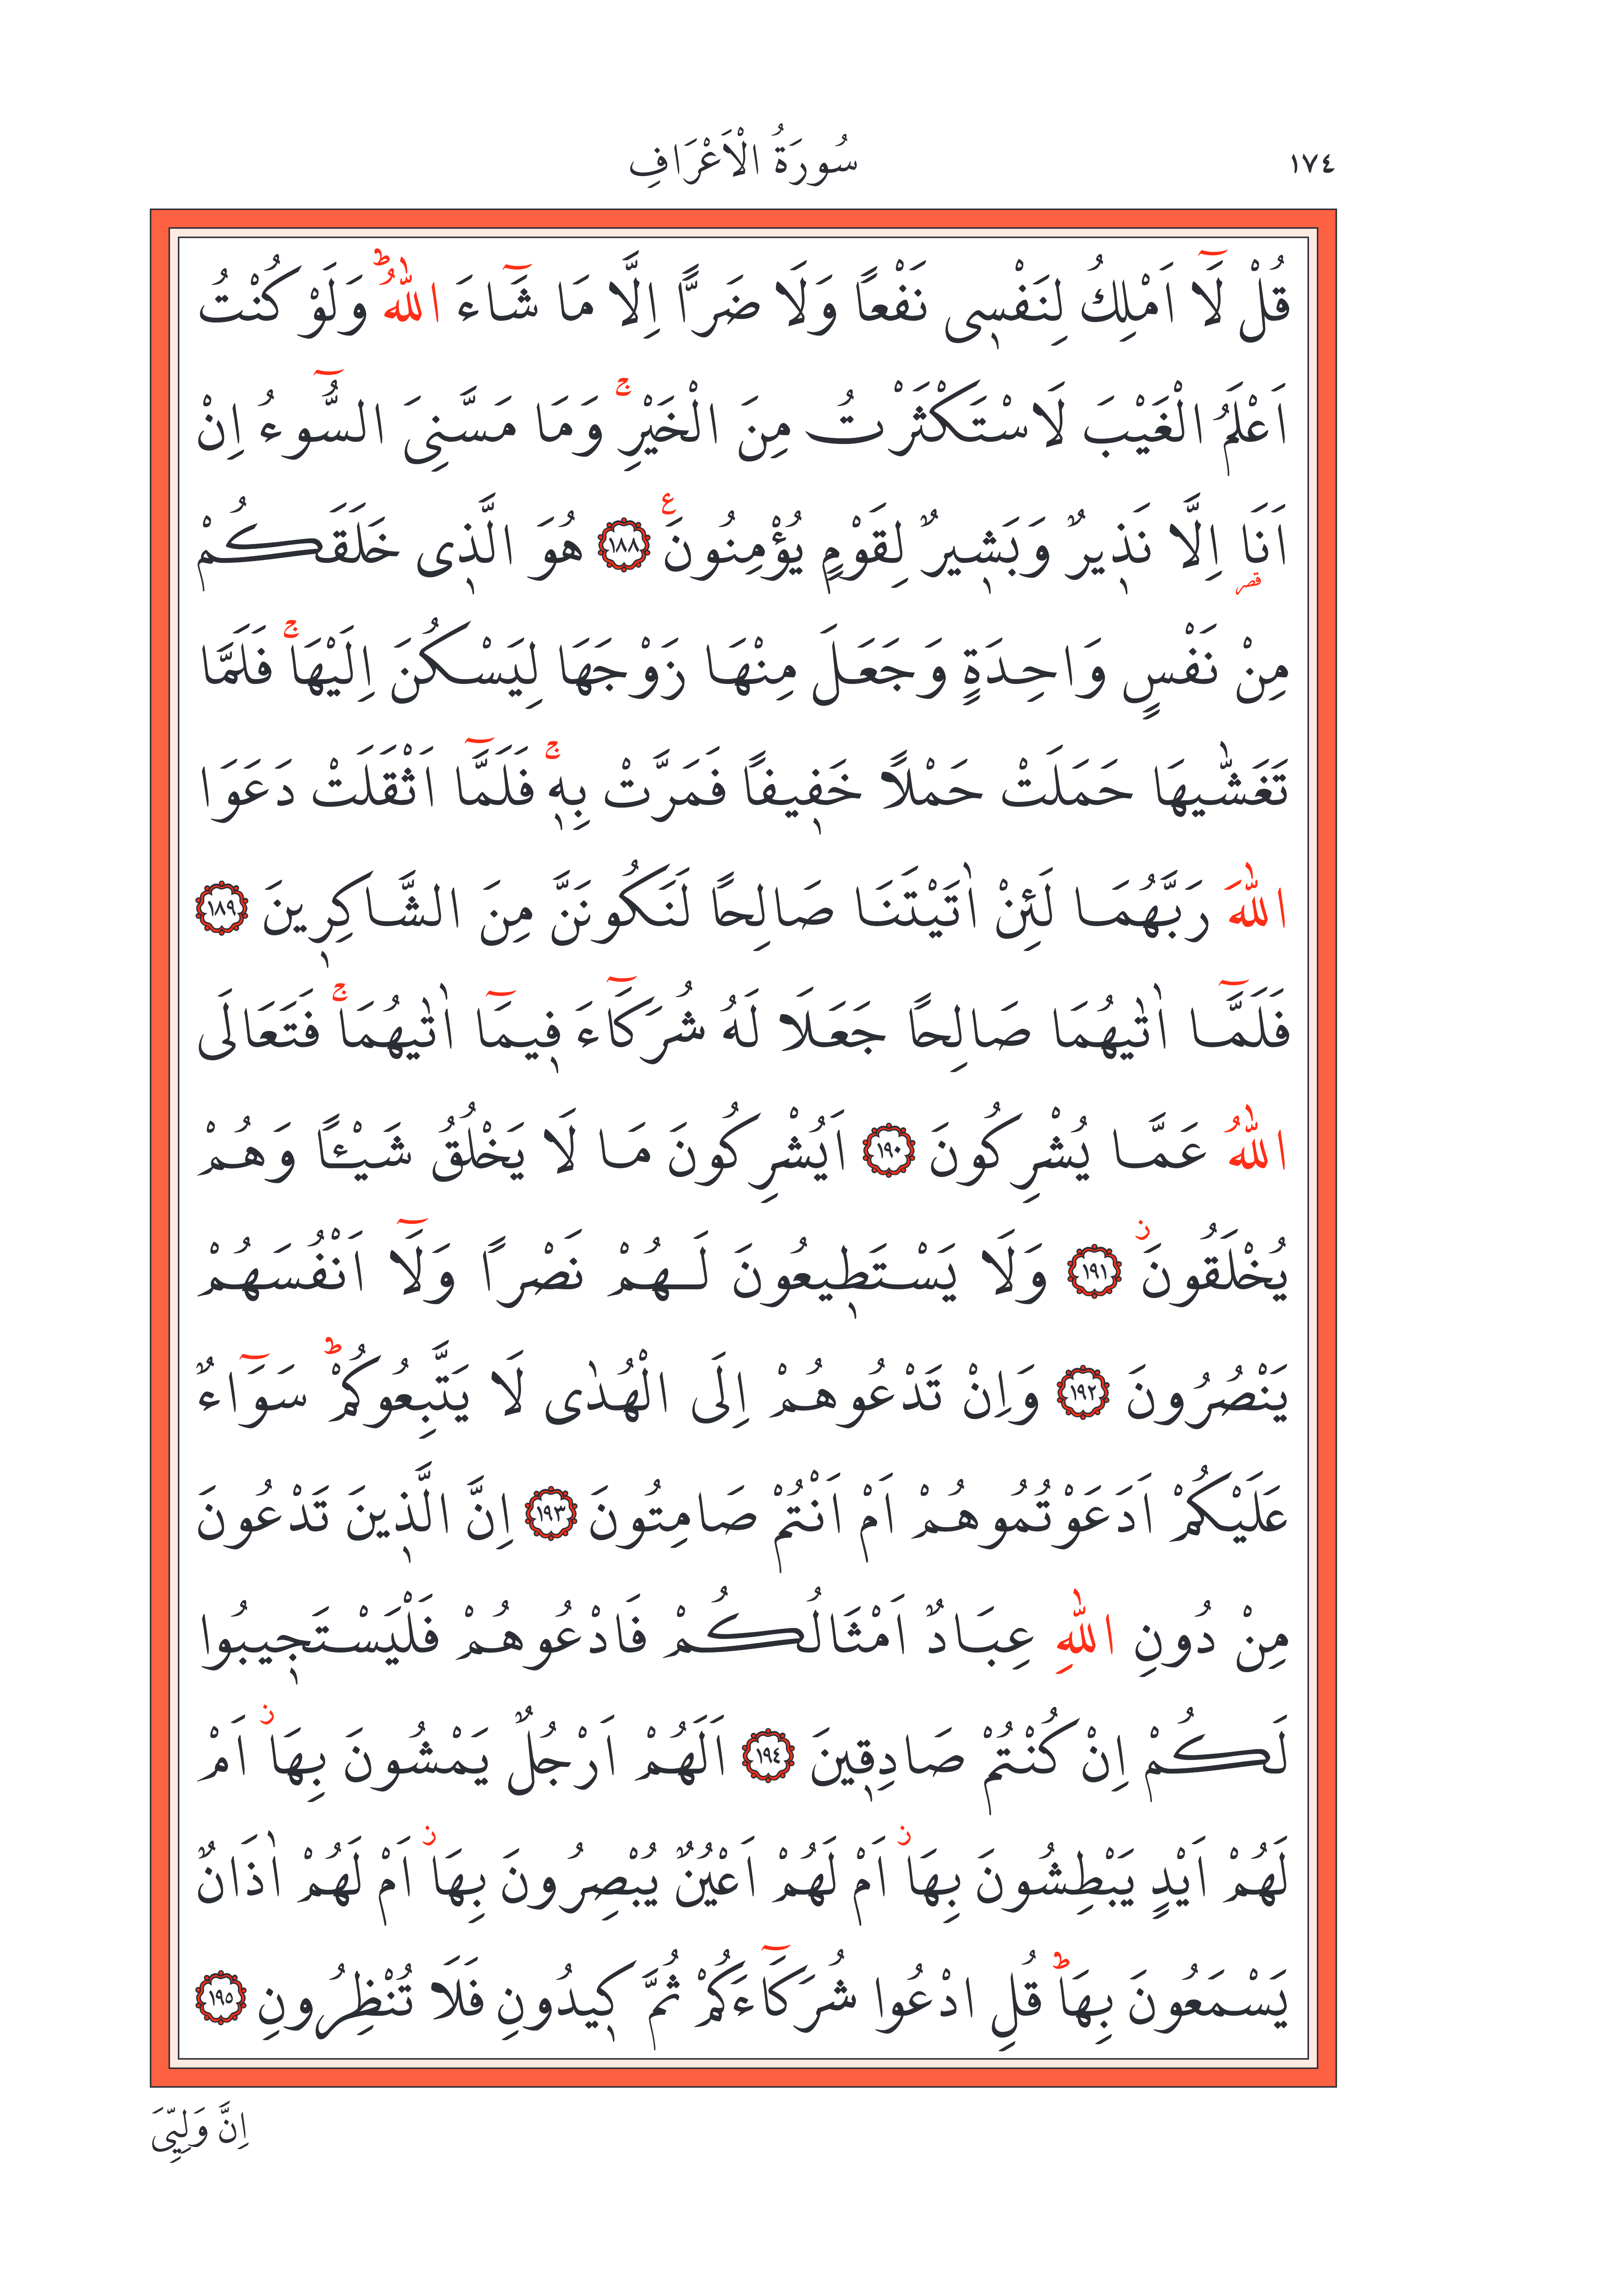 ١٧٤
سُورَةُ الْاَعْرَافِ
قُلْ لَٓا اَمْلِكُ لِنَفْسٖى نَفْعًا وَلَا ضَرًّا اِلَّا مَا شَٓاءَ اللّٰهُؕ وَلَوْ كُنْتُ
اَعْلَمُ الْغَيْبَ لَاسْتَكْثَرْتُ مِنَ الْخَيْرِۚ وَمَا مَسَّنِىَ السُّٓوءُ اِنْ
اَنَا۬ اِلَّا نَذٖيرٌ وَبَشٖيرٌ لِقَوْمٍ يُؤْمِنُونَࣖ ﴿١٨٨﴾ هُوَ الَّذٖى خَلَقَكُمْ
مِنْ نَفْسٍ وَاحِدَةٍ وَجَعَلَ مِنْهَا زَوْجَهَا لِيَسْكُنَ اِلَيْهَاۚ فَلَمَّا
تَغَشّٰيهَا حَمَلَتْ حَمْلًا خَفٖيفًا فَمَرَّتْ بِهٖۚ فَلَمَّٓا اَثْقَلَتْ دَعَوَا
اللّٰهَ رَبَّهُمَا لَئِنْ اٰتَيْتَنَا صَالِحًا لَنَكُونَنَّ مِنَ الشَّاكِرٖينَ ﴿١٨٩﴾
فَلَمَّٓا اٰتٰيهُمَا صَالِحًا جَعَلَا لَهُ شُرَكَٓاءَ فٖيمَٓا اٰتٰيهُمَاۚ فَتَعَالَى
اللّٰهُ عَمَّا يُشْرِكُونَ ﴿١٩٠﴾ اَيُشْرِكُونَ مَا لَا يَخْلُقُ شَيْـًٔا وَهُمْ
يُخْلَقُونَؗ ﴿١٩١﴾ وَلَا يَسْتَطٖيعُونَ لَهُمْ نَصْرًا وَلَٓا اَنْفُسَهُمْ
يَنْصُرُونَ ﴿١٩٢﴾ وَاِنْ تَدْعُوهُمْ اِلَى الْهُدٰى لَا يَتَّبِعُوكُمْؕ سَوَٓاءٌ
عَلَيْكُمْ اَدَعَوْتُمُوهُمْ اَمْ اَنْتُمْ صَامِتُونَ ﴿١٩٣﴾ اِنَّ الَّذٖينَ تَدْعُونَ
مِنْ دُونِ اللّٰهِ عِبَادٌ اَمْثَالُكُمْ فَادْعُوهُمْ فَلْيَسْتَجٖيبُوا
لَكُمْ اِنْ كُنْتُمْ صَادِقٖينَ ﴿١٩٤﴾ اَلَهُمْ اَرْجُلٌ يَمْشُونَ بِهَاؗ اَمْ
لَهُمْ اَيْدٍ يَبْطِشُونَ بِهَاؗ اَمْ لَهُمْ اَعْيُنٌ يُبْصِرُونَ بِهَاؗ اَمْ لَهُمْ اٰذَانٌ
يَسْمَعُونَ بِهَاؕ قُلِ ادْعُوا شُرَكَٓاءَكُمْ ثُمَّ كٖيدُونِ فَلَا تُنْظِرُونِ ﴿١٩٥﴾
اِنَّ وَلِيِّىَ